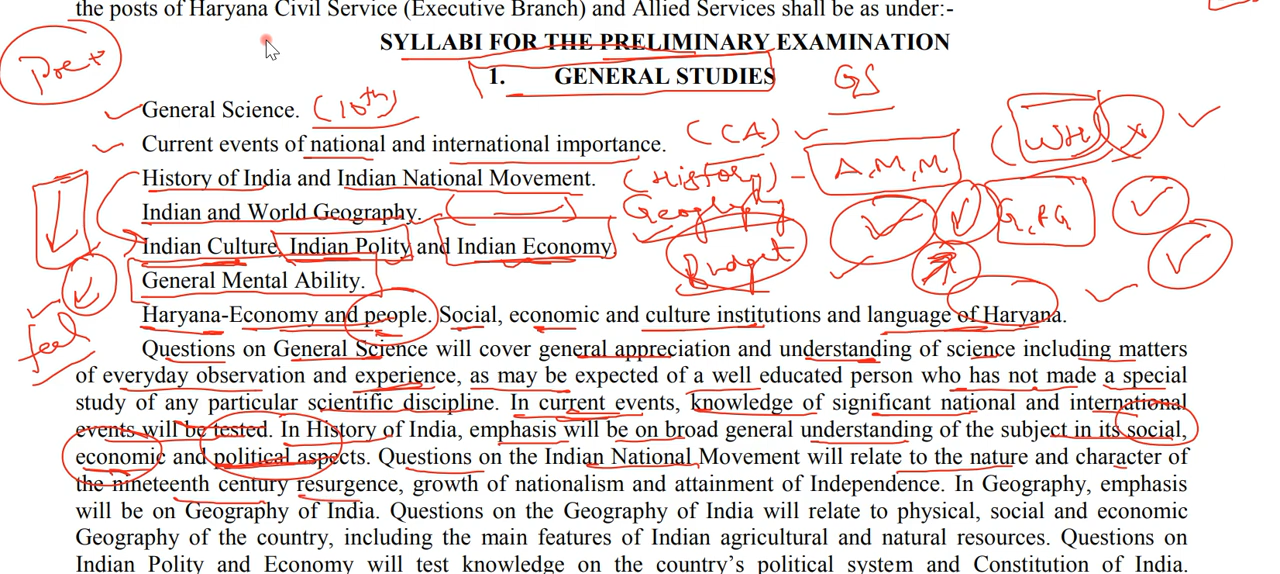 the posts of Haryana Civil Service (Executive Branch) and Allied Services shall be as under:-
SYLLABI FOR THE PRELIMINARY EXAMINATION
Pre+
1. GENERAL STUDIES
GS
General Science. (10th)
Current events of national and international importance. (CA) (WH) X
History of India and Indian National Movement. (History) - A.M,M
Indian and World Geography. Geography G, PG
Indian Culture, Indian Polity and Indian Economy. Budget
General Mental Ability.
Haryana-Economy and people. Social, economic and culture institutions and language of Haryana.
feel
Questions on General Science will cover general appreciation and understanding of science including matters
of everyday observation and experience, as may be expected of a well educated person who has not made a special
study of any particular scientific discipline. In current events, knowledge of significant national and international
events will be tested. In History of India, emphasis will be on broad general understanding of the subject in its social,
economic and political aspects. Questions on the Indian National Movement will relate to the nature and character of
the nineteenth century resurgence, growth of nationalism and attainment of Independence. In Geography, emphasis
will be on Geography of India. Questions on the Geography of India will relate to physical, social and economic
Geography of the country, including the main features of Indian agricultural and natural resources. Questions on
Indian Polity and Economy will test knowledge on the country's political system and Constitution of India.